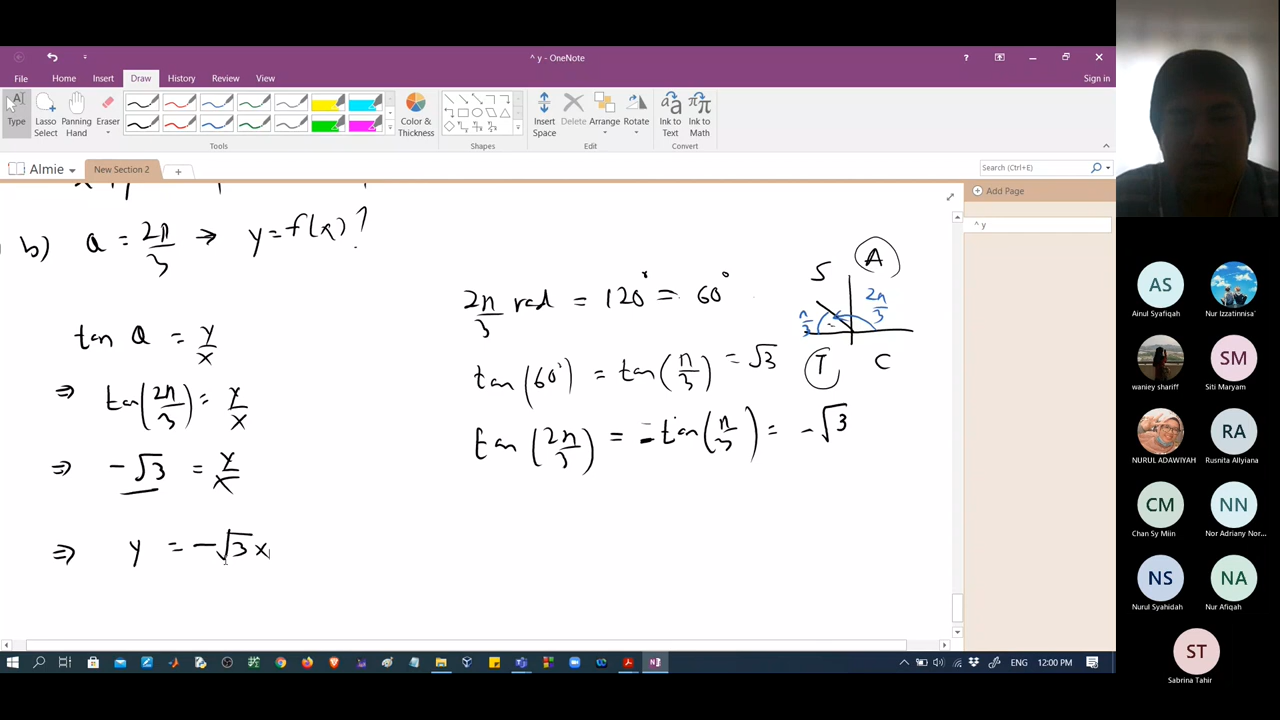 ^ y - OneNote
File Home Insert Draw History Review View
Sign in
Type
Lasso Select
Panning Hand
Eraser
Color & Thickness
Insert Space
Delete
Arrange
Rotate
Ink to Text
Ink to Math
Tools
Shapes
Edit
Convert
Almie
New Section 2
+
Search (Ctrl+E)
Add Page
^ y
b) θ = 2π/3 → y = f(x)?
tan θ = y/x
⇒ tan(2π/3) = y/x
⇒ -√3 = y/x
⇒ y = -√3 x
2π/3 rad = 120° = 60°
tan(60°) = tan(π/3) = √3
tan(2π/3) = -tan(π/3) = -√3
S A
π/3 2π/3
T C
AS
Ainul Syafiqah
Nur Izzatinnisa'
waniey shariff
SM
Siti Maryam
NURUL ADAWIYAH
RA
Rusnita Allyiana
CM
Chan Sy Miin
NN
Nor Adriany Nor...
NS
Nurul Syahidah
NA
Nur Afiqah
ST
Sabrina Tahir
ENG 12:00 PM